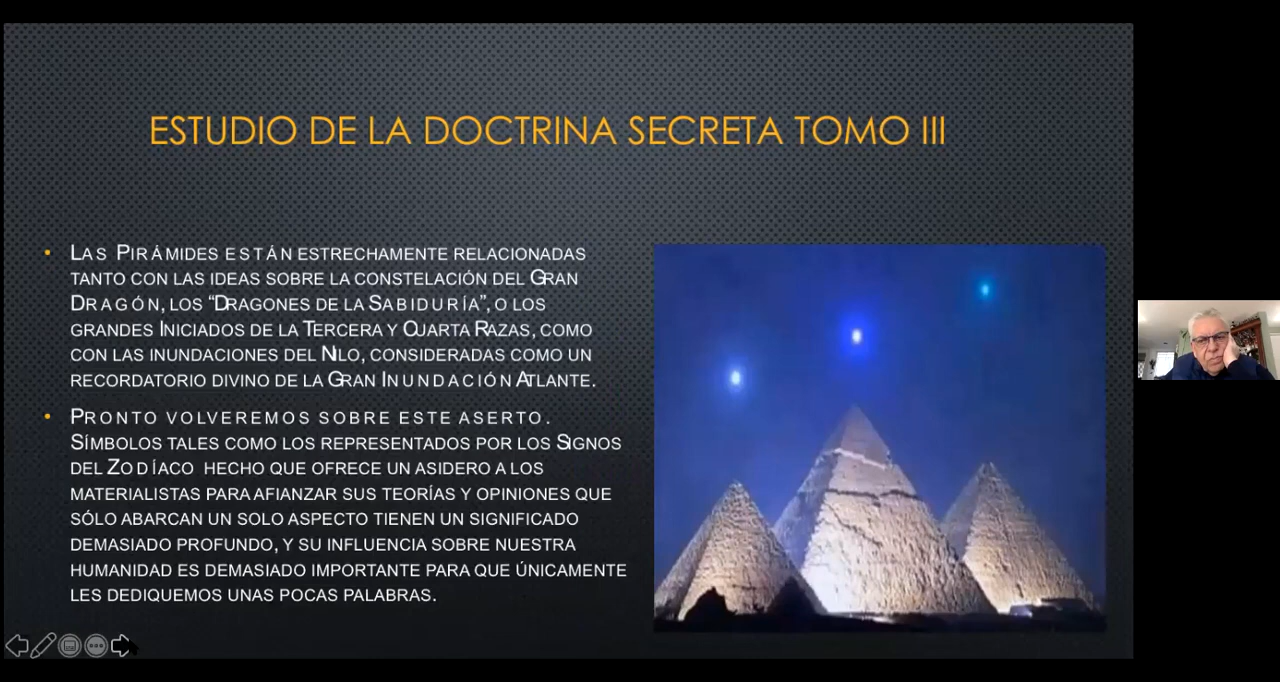 ESTUDIO DE LA DOCTRINA SECRETA TOMO III
• LAS PIRÁMIDES ESTÁN ESTRECHAMENTE RELACIONADAS
TANTO CON LAS IDEAS SOBRE LA CONSTELACIÓN DEL GRAN
DRAGÓN, LOS “DRAGONES DE LA SABIDURÍA”, O LOS
GRANDES INICIADOS DE LA TERCERA Y CUARTA RAZAS, COMO
CON LAS INUNDACIONES DEL NILO, CONSIDERADAS COMO UN
RECORDATORIO DIVINO DE LA GRAN INUNDACIÓN ATLANTE.
• PRONTO VOLVEREMOS SOBRE ESTE ASERTO.
SÍMBOLOS TALES COMO LOS REPRESENTADOS POR LOS SIGNOS
DEL ZODÍACO HECHO QUE OFRECE UN ASIDERO A LOS
MATERIALISTAS PARA AFIANZAR SUS TEORÍAS Y OPINIONES QUE
SÓLO ABARCAN UN SOLO ASPECTO TIENEN UN SIGNIFICADO
DEMASIADO PROFUNDO, Y SU INFLUENCIA SOBRE NUESTRA
HUMANIDAD ES DEMASIADO IMPORTANTE PARA QUE ÚNICAMENTE
LES DEDIQUEMOS UNAS POCAS PALABRAS.